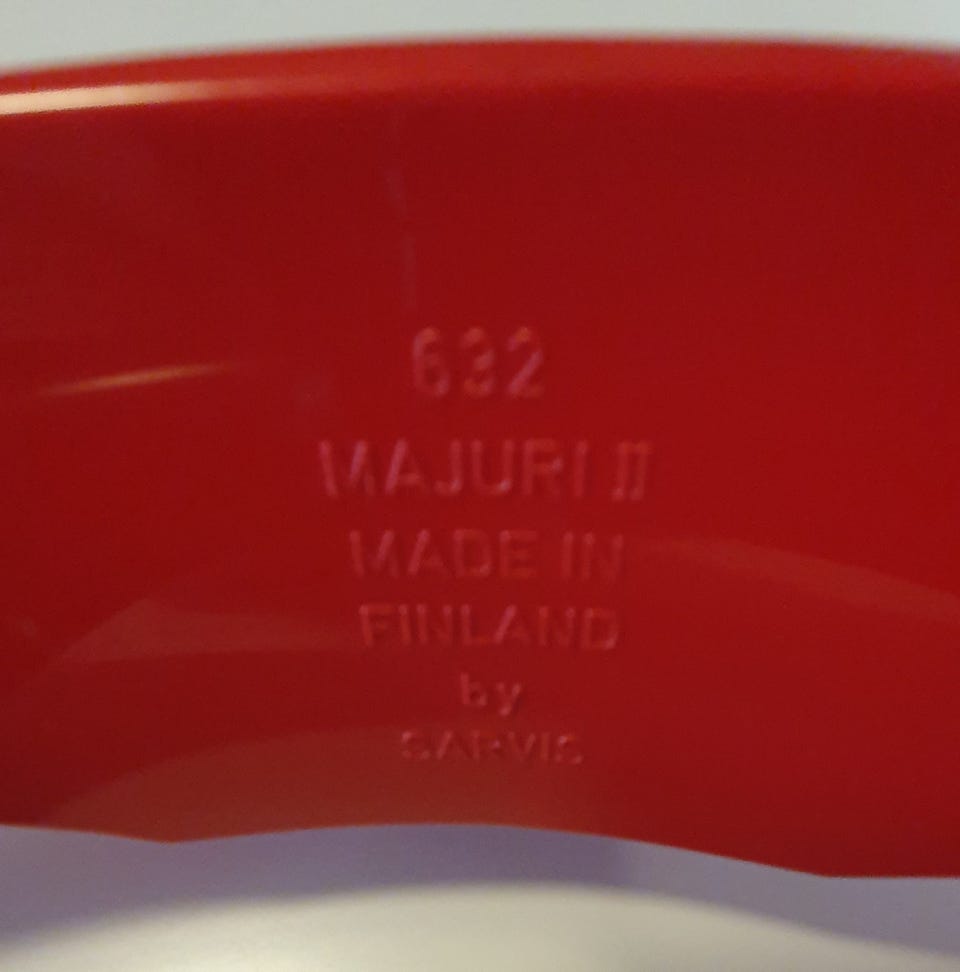 632
MAJURI II
MADE IN
FINLAND
by
SARVIS